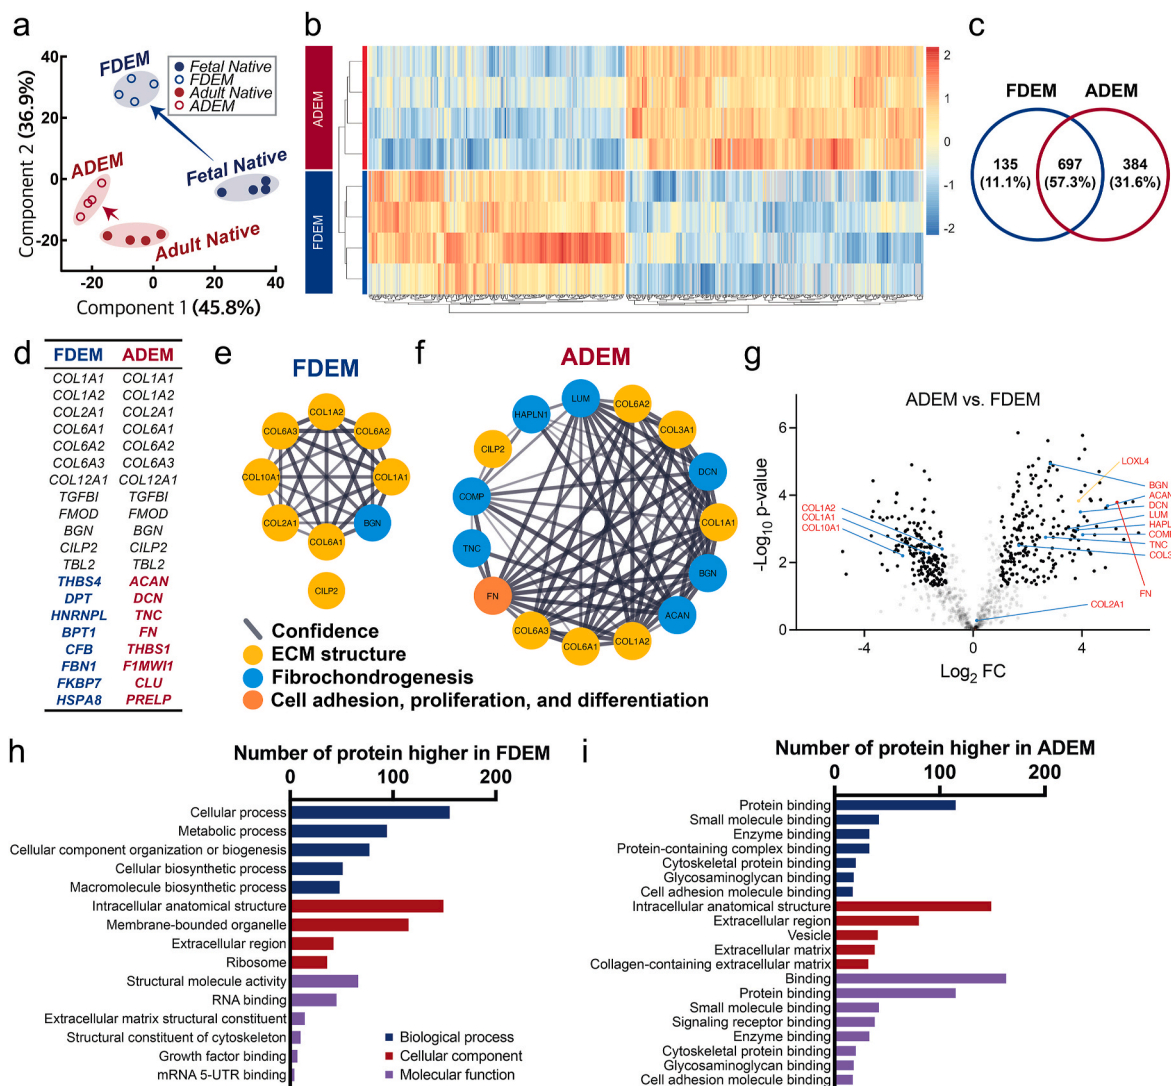 a
FDEM
Fetal Native
FDEM
Adult Native
ADEM
ADEM
Fetal Native
Adult Native
Component 2 (36.9%)
40
20
0
-20
-20
0
20
40
Component 1 (45.8%)
b
ADEM
FDEM
2
1
0
-1
-2
c
FDEM
ADEM
135
(11.1%)
697
(57.3%)
384
(31.6%)
d
FDEM ADEM
COL1A1 COL1A1
COL1A2 COL1A2
COL2A1 COL2A1
COL6A1 COL6A1
COL6A2 COL6A2
COL6A3 COL6A3
COL12A1 COL12A1
TGFBI TGFBI
FMOD FMOD
BGN BGN
CILP2 CILP2
TBL2 TBL2
THBS4 ACAN
DPT DCN
HNRNPL TNC
BPT1 FN
CFB THBS1
FBN1 F1MWI1
FKBP7 CLU
HSPA8 PRELP
e
FDEM
COL1A2
COL6A3
COL6A2
COL10A1
COL1A1
COL2A1
BGN
COL6A1
CILP2
Confidence
ECM structure
Fibrochondrogenesis
Cell adhesion, proliferation, and differentiation
f
ADEM
LUM
COL6A2
HAPLN1
COL3A1
CILP2
DCN
COMP
COL1A1
TNC
BGN
FN
ACAN
COL6A3
COL6A1
COL1A2
g
ADEM vs. FDEM
-Log10 p-value
6
4
2
0
-4
0
4
Log2 FC
COL1A2
COL1A1
COL10A1
LOXL4
BGN
ACAN
DCN
LUM
HAPL
COM
TNC
COL3
FN
COL2A1
h
Number of protein higher in FDEM
0
100
200
Cellular process
Metabolic process
Cellular component organization or biogenesis
Cellular biosynthetic process
Macromolecule biosynthetic process
Intracellular anatomical structure
Membrane-bounded organelle
Extracellular region
Ribosome
Structural molecule activity
RNA binding
Extracellular matrix structural constituent
Structural constituent of cytoskeleton
Growth factor binding
mRNA 5-UTR binding
Biological process
Cellular component
Molecular function
i
Number of protein higher in ADEM
0
100
200
Protein binding
Small molecule binding
Enzyme binding
Protein-containing complex binding
Cytoskeletal protein binding
Glycosaminoglycan binding
Cell adhesion molecule binding
Intracellular anatomical structure
Extracellular region
Vesicle
Extracellular matrix
Collagen-containing extracellular matrix
Binding
Protein binding
Small molecule binding
Signaling receptor binding
Enzyme binding
Cytoskeletal protein binding
Glycosaminoglycan binding
Cell adhesion molecule binding